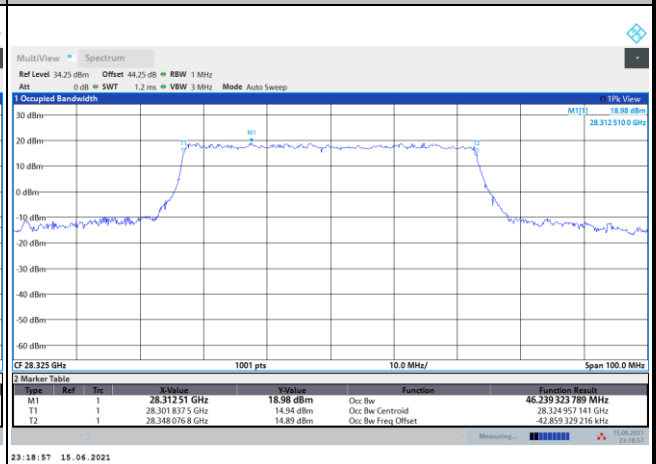 MultiView Spectrum
Ref Level 34.25 dBm Offset 44.25 dB RBW 1 MHz
Att 0 dB SWT 1.2 ms VBW 3 MHz Mode Auto Sweep
1 Occupied Bandwidth 1Pk View
M1[1] 18.98 dBm
28.312 510 0 GHz
30 dBm
M1
20 dBm
T1 T2
10 dBm
0 dBm
-10 dBm
-20 dBm
-30 dBm
-40 dBm
-50 dBm
-60 dBm
CF 28.325 GHz 1001 pts 10.0 MHz/ Span 100.0 MHz
2 Marker Table
Type Ref Trc X-Value Y-Value Function Function Result
M1 1 28.312 51 GHz 18.98 dBm Occ Bw 46.239 323 789 MHz
T1 1 28.301 837 5 GHz 14.94 dBm Occ Bw Centroid 28.324 957 141 GHz
T2 1 28.348 076 8 GHz 14.89 dBm Occ Bw Freq Offset -42.859 329 216 kHz
Measuring... 15.06.2021
23:18:57
23:18:57 15.06.2021